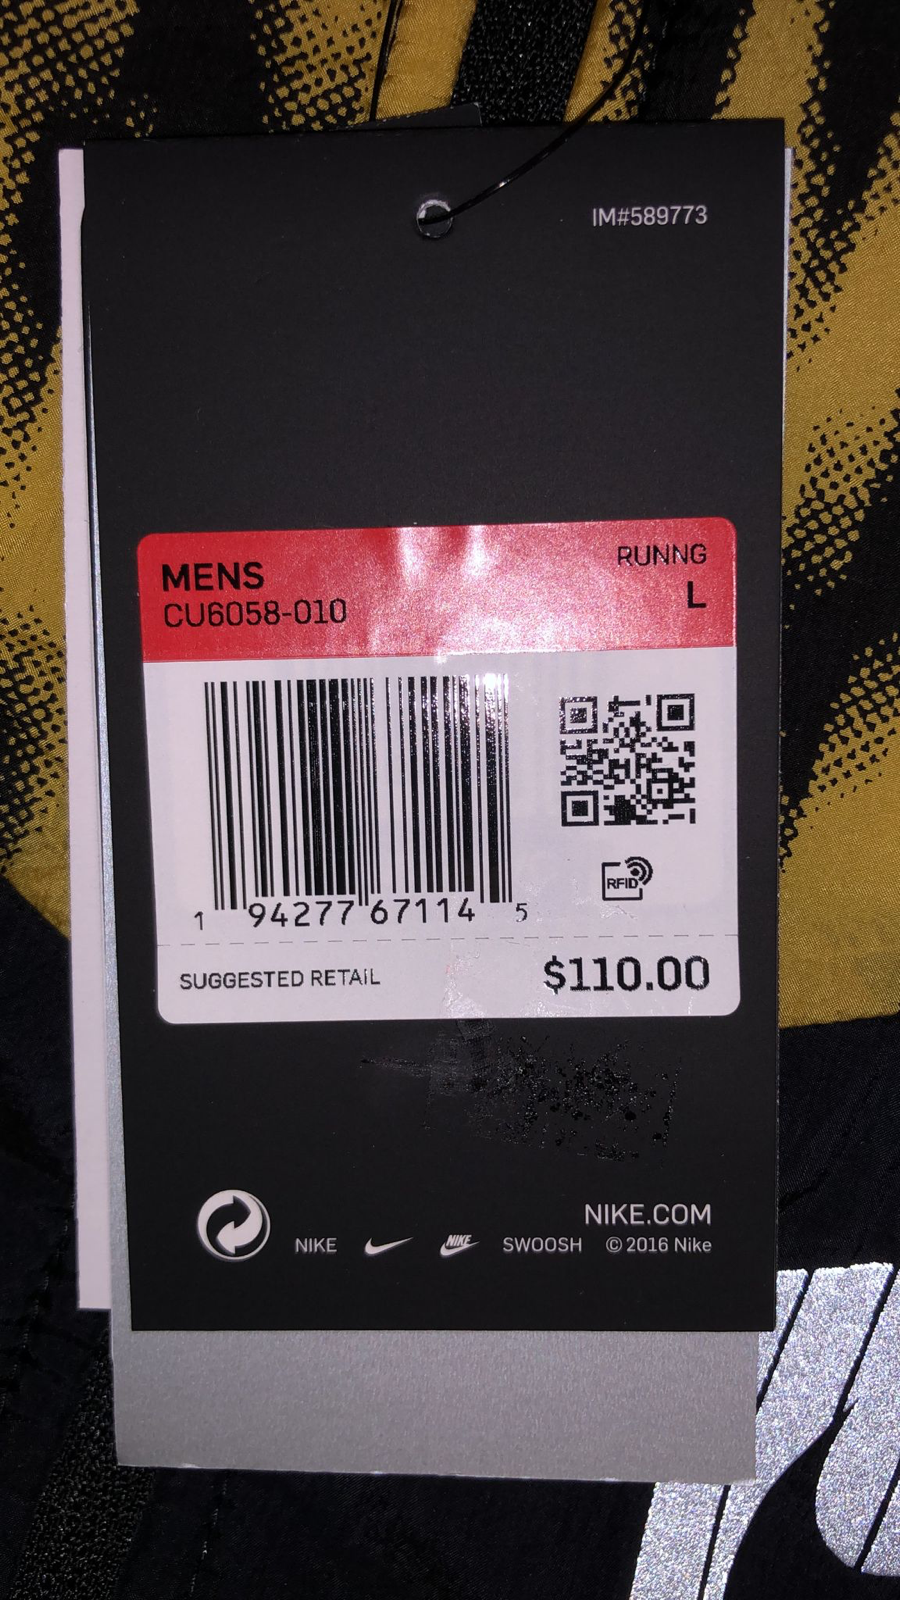 IM#589773
MENS
RUNNG
CU6058-010
L
RFID
1 94277 67114 5
SUGGESTED RETAIL $110.00
NIKE.COM
NIKE NIKE SWOOSH © 2016 Nike